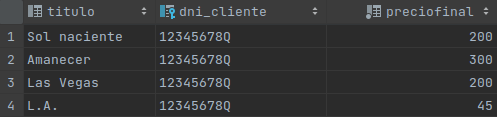 titulo dni_cliente preciofinal
1 Sol naciente 12345678Q 200
2 Amanecer 12345678Q 300
3 Las Vegas 12345678Q 200
4 L.A. 12345678Q 45